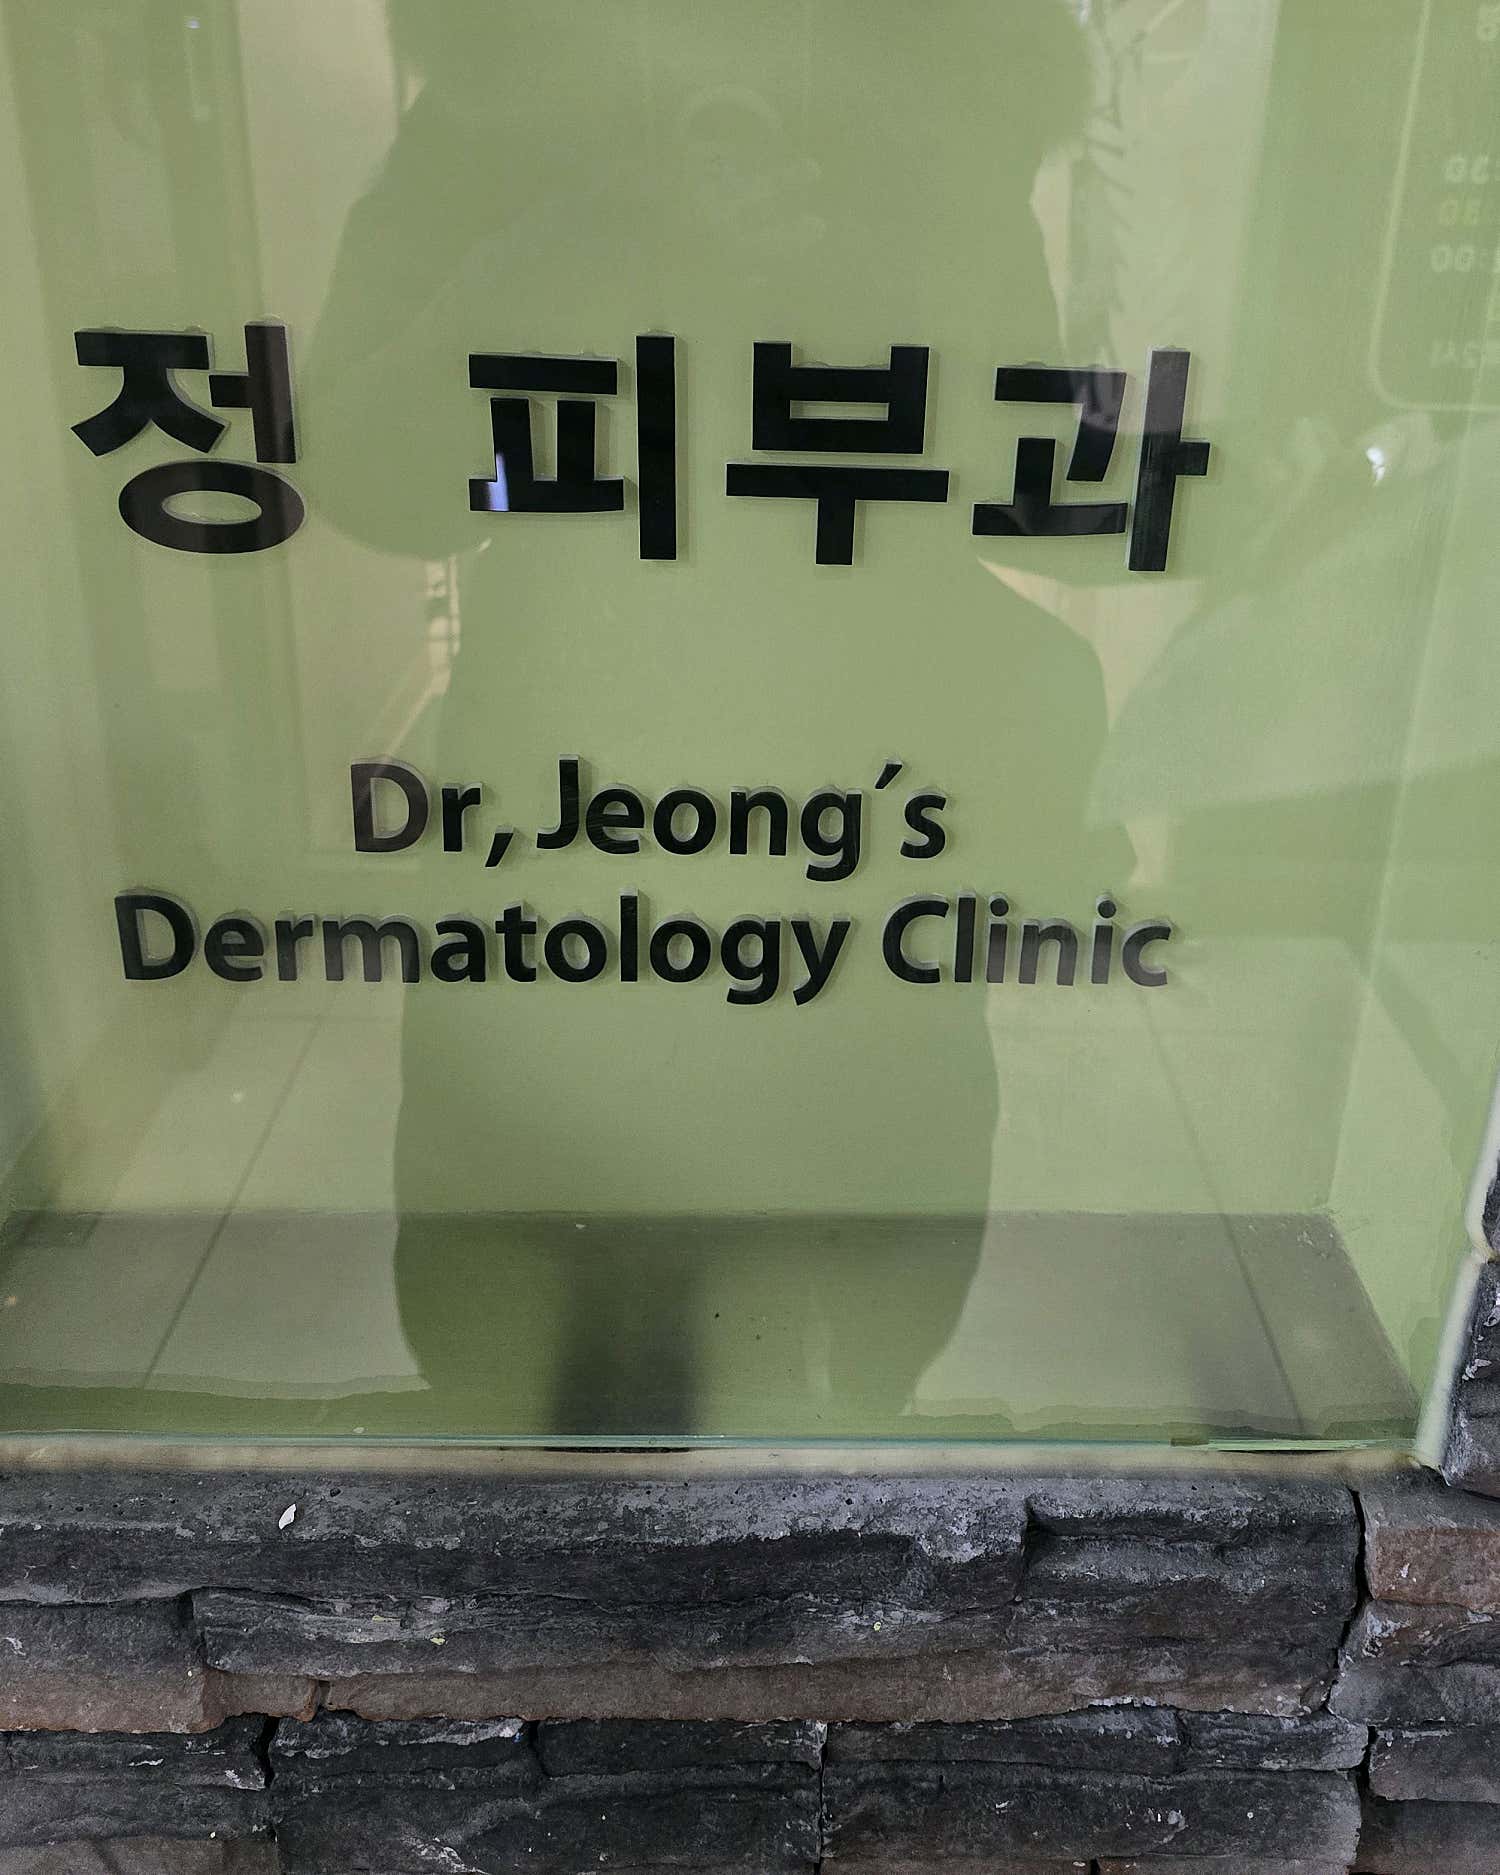 정 피부과
Dr, Jeong´s
Dermatology Clinic